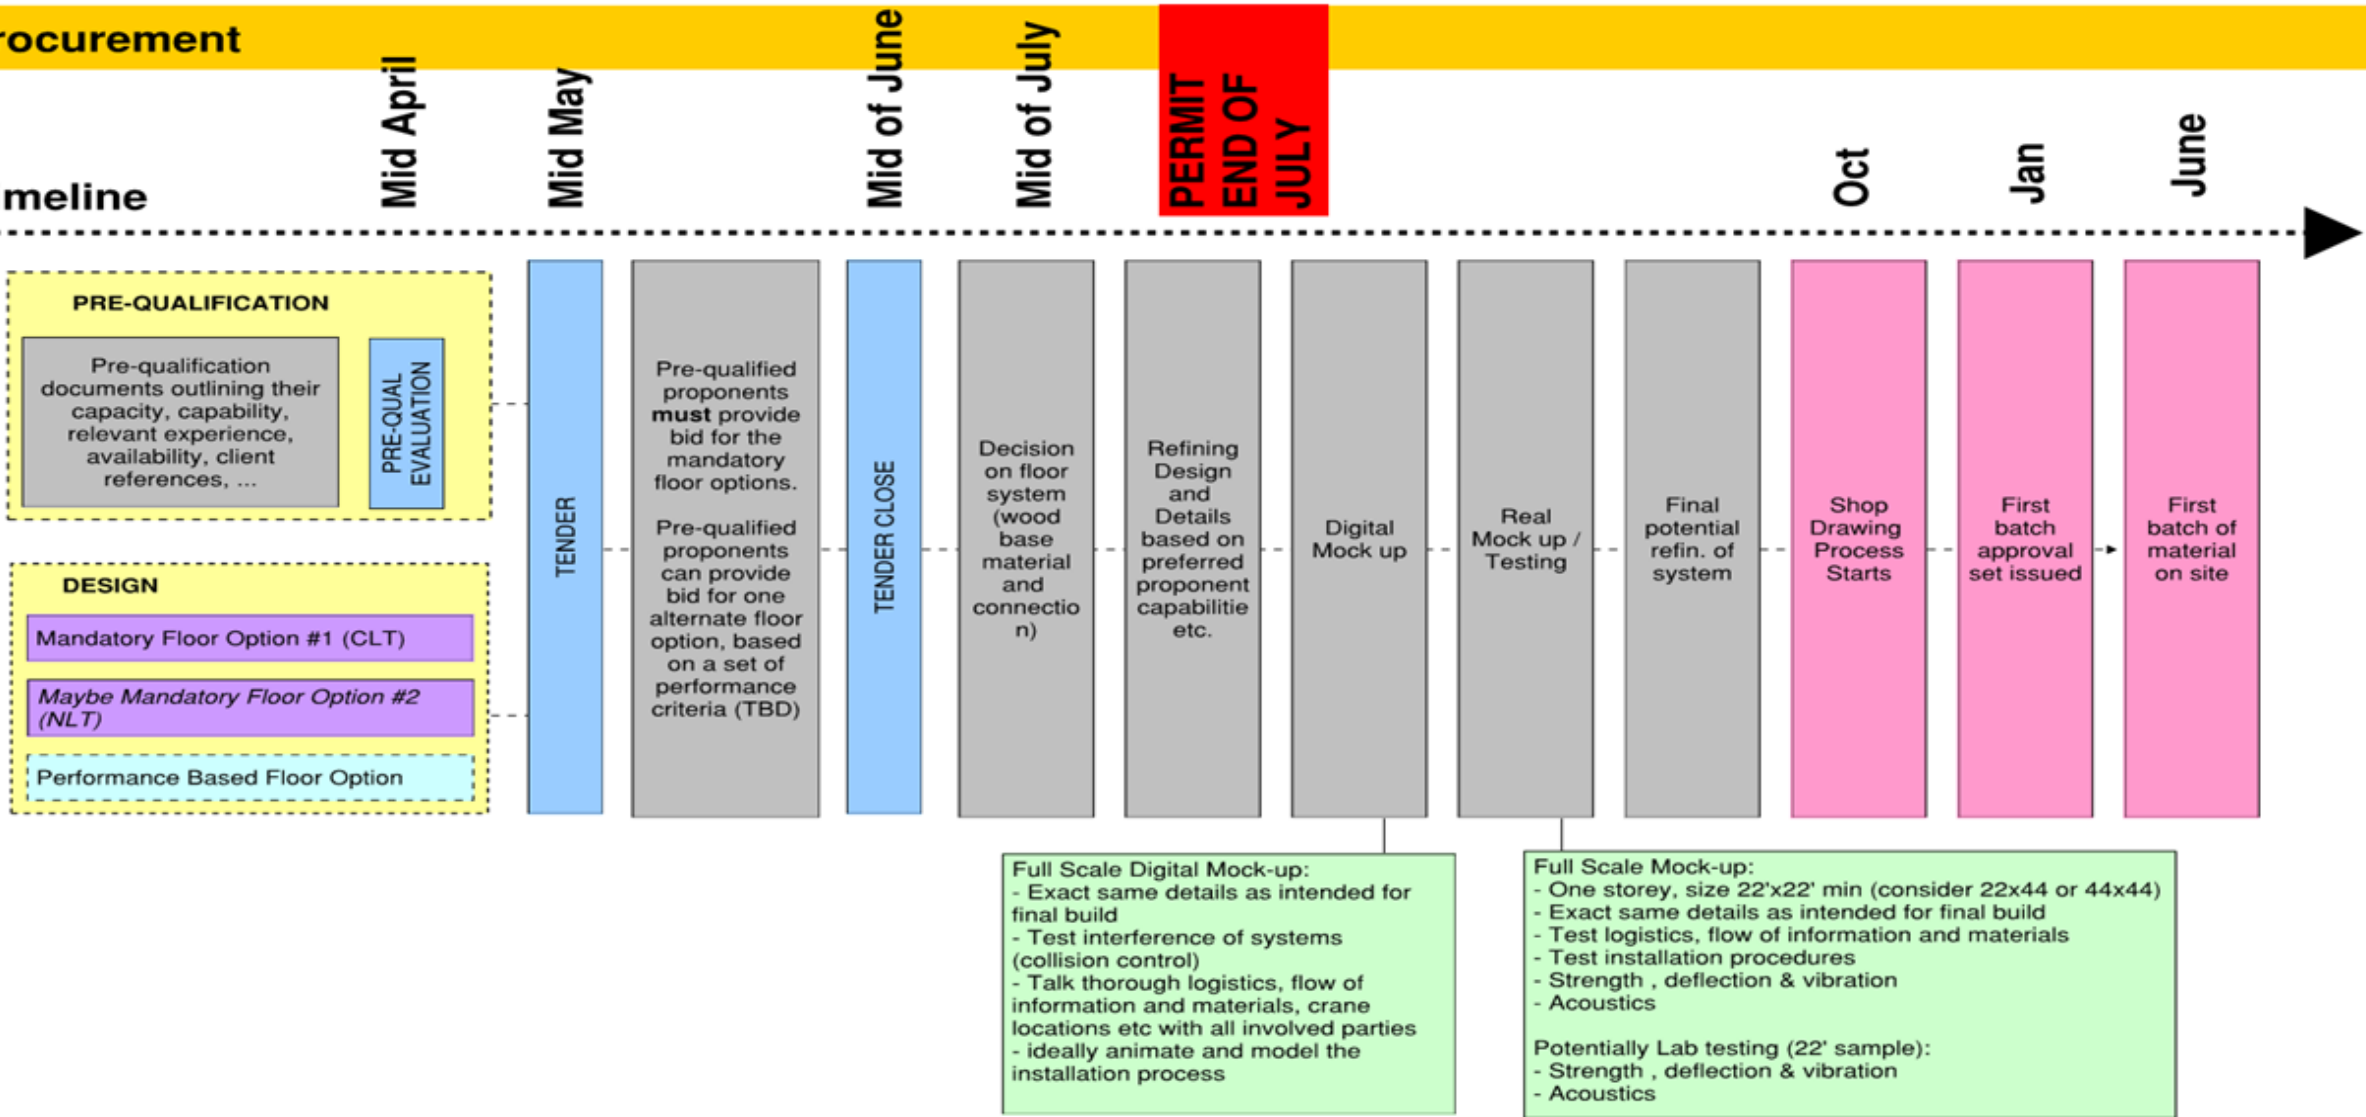 rocurement
Mid April
Mid May
Mid of June
Mid of July
PERMIT
END OF
JULY
Oct
Jan
June
meline
PRE-QUALIFICATION
Pre-qualification
documents outlining their
capacity, capability,
relevant experience,
availability, client
references, ...
PRE-QUAL
EVALUATION
DESIGN
Mandatory Floor Option #1 (CLT)
Maybe Mandatory Floor Option #2
(NLT)
Performance Based Floor Option
TENDER
Pre-qualified
proponents
must provide
bid for the
mandatory
floor options.
Pre-qualified
proponents
can provide
bid for one
alternate floor
option, based
on a set of
performance
criteria (TBD)
TENDER CLOSE
Decision
on floor
system
(wood
base
material
and
connectio
n)
Refining
Design
and
Details
based on
preferred
proponent
capabilitie
etc.
Digital
Mock up
Real
Mock up /
Testing
Final
potential
refin. of
system
Shop
Drawing
Process
Starts
First
batch
approval
set issued
First
batch of
material
on site
Full Scale Digital Mock-up:
- Exact same details as intended for
final build
- Test interference of systems
(collision control)
- Talk thorough logistics, flow of
information and materials, crane
locations etc with all involved parties
- ideally animate and model the
installation process
Full Scale Mock-up:
- One storey, size 22'x22' min (consider 22x44 or 44x44)
- Exact same details as intended for final build
- Test logistics, flow of information and materials
- Test installation procedures
- Strength , deflection & vibration
- Acoustics
Potentially Lab testing (22' sample):
- Strength , deflection & vibration
- Acoustics